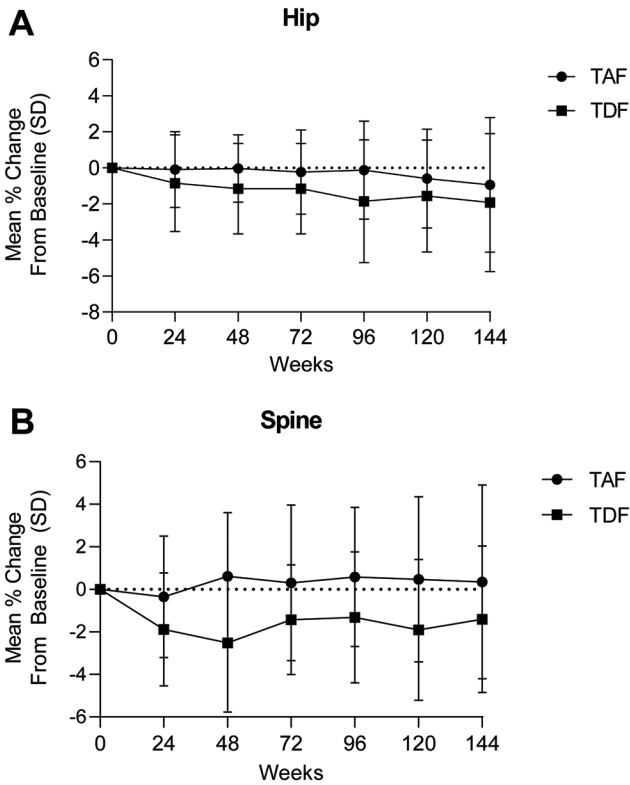 A
Hip
Mean % Change
From Baseline (SD)
6
4
2
0
-2
-4
-6
-8
0 24 48 72 96 120 144
Weeks
TAF
TDF
B
Spine
Mean % Change
From Baseline (SD)
6
4
2
0
-2
-4
-6
0 24 48 72 96 120 144
Weeks
TAF
TDF